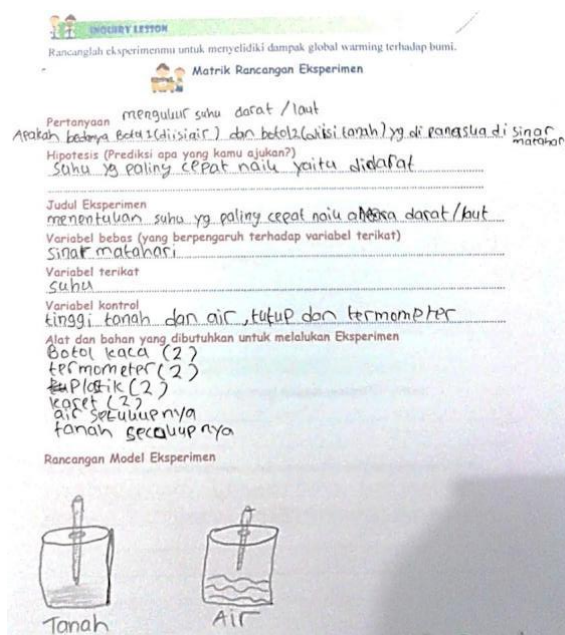 INQUIRY LESSON
Rancanglah eksperimenmu untuk menyelidiki dampak global warming terhadap bumi.
Matrik Rancangan Eksperimen
Pertanyaan mengukur suhu darat / laut
Apakah bedanya Botol 1 (diisi air) dan botol 2 (diisi tanah) yg di panaskan di sinar matahari
Hipotesis (Prediksi apa yang kamu ajukan?)
Suhu yg paling cepat naik yaitu didarat
Judul Eksperimen
menentukan suhu yg paling cepat naik antara darat/laut
Variabel bebas (yang berpengaruh terhadap variabel terikat)
sinar matahari
Variabel terikat
suhu
Variabel kontrol
tinggi tanah dan air, tutup dan termometer
Alat dan bahan yang dibutuhkan untuk melalukan Eksperimen
Botol kaca (2)
termometer (2)
Plastik (2)
karet (2)
air secukupnya
tanah secukupnya
Rancangan Model Eksperimen
Tanah
Air